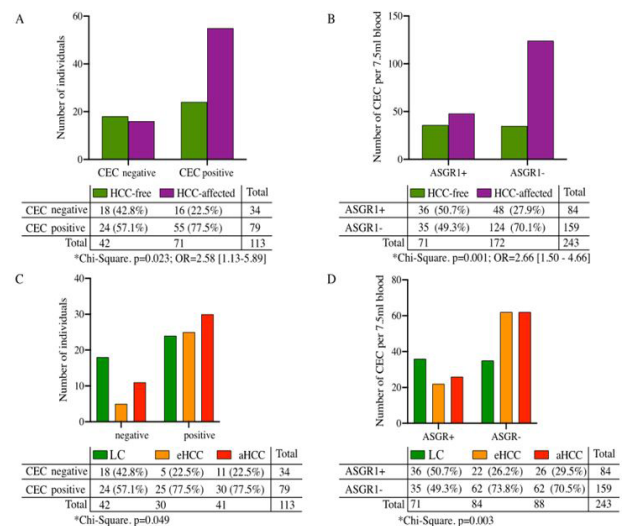 A
Number of individuals
60
40
20
0
CEC negative CEC positive
HCC-free HCC-affected Total
CEC negative 18 (42.8%) 16 (22.5%) 34
CEC positive 24 (57.1%) 55 (77.5%) 79
Total 42 71 113
*Chi-Square. p=0.023; OR=2.58 [1.13-5.89]
B
Number of CEC per 7.5ml blood
150
100
50
0
ASGR1+ ASGR1-
HCC-free HCC-affected Total
ASGR1+ 36 (50.7%) 48 (27.9%) 84
ASGR1- 35 (49.3%) 124 (70.1%) 159
Total 71 172 243
*Chi-Square. p=0.001; OR=2.66 [1.50 - 4.66]
C
Number of individuals
40
30
20
10
0
negative positive
LC eHCC aHCC Total
CEC negative 18 (42.8%) 5 (22.5%) 11 (22.5%) 34
CEC positive 24 (57.1%) 25 (77.5%) 30 (77.5%) 79
Total 42 30 41 113
*Chi-Square. p=0.049
D
Number of CEC per 7.5ml blood
80
60
40
20
0
ASGR+ ASGR-
LC eHCC aHCC Total
ASGR1+ 36 (50.7%) 22 (26.2%) 26 (29.5%) 84
ASGR1- 35 (49.3%) 62 (73.8%) 62 (70.5%) 159
Total 71 84 88 243
*Chi-Square. p=0.003